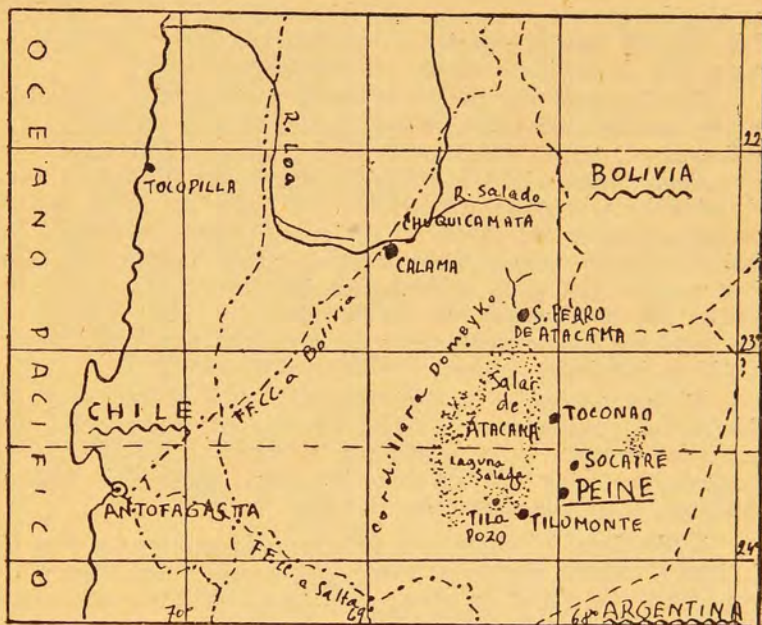 OCEANO PACIFICO
R. Loa
22
TOCOPILLA
BOLIVIA
R. Salado
CHUQUICAMATA
CALAMA
S. PEDRO
DE ATACAMA
Cordillera Domeyko
23°
FF.CC. a Bolivia
Salar
de
ATACAMA
CHILE
TOCONAO
Laguna
Salada
SOCAIRE
PEINE
ANTOFAGASTA
TILO
POZO
TILOMONTE
24°
FF.CC. a Salta
70°
69°
68°
ARGENTINA